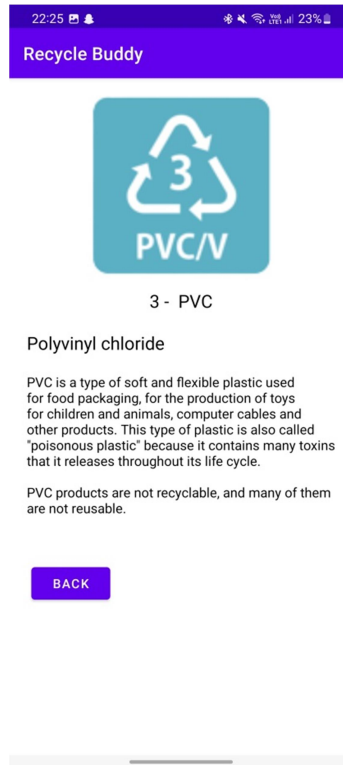 22:25
Vo))
LTE1
23%
Recycle Buddy
3
PVC/V
3 - PVC
Polyvinyl chloride
PVC is a type of soft and flexible plastic used
for food packaging, for the production of toys
for children and animals, computer cables and
other products. This type of plastic is also called
"poisonous plastic" because it contains many toxins
that it releases throughout its life cycle.
PVC products are not recyclable, and many of them
are not reusable.
BACK